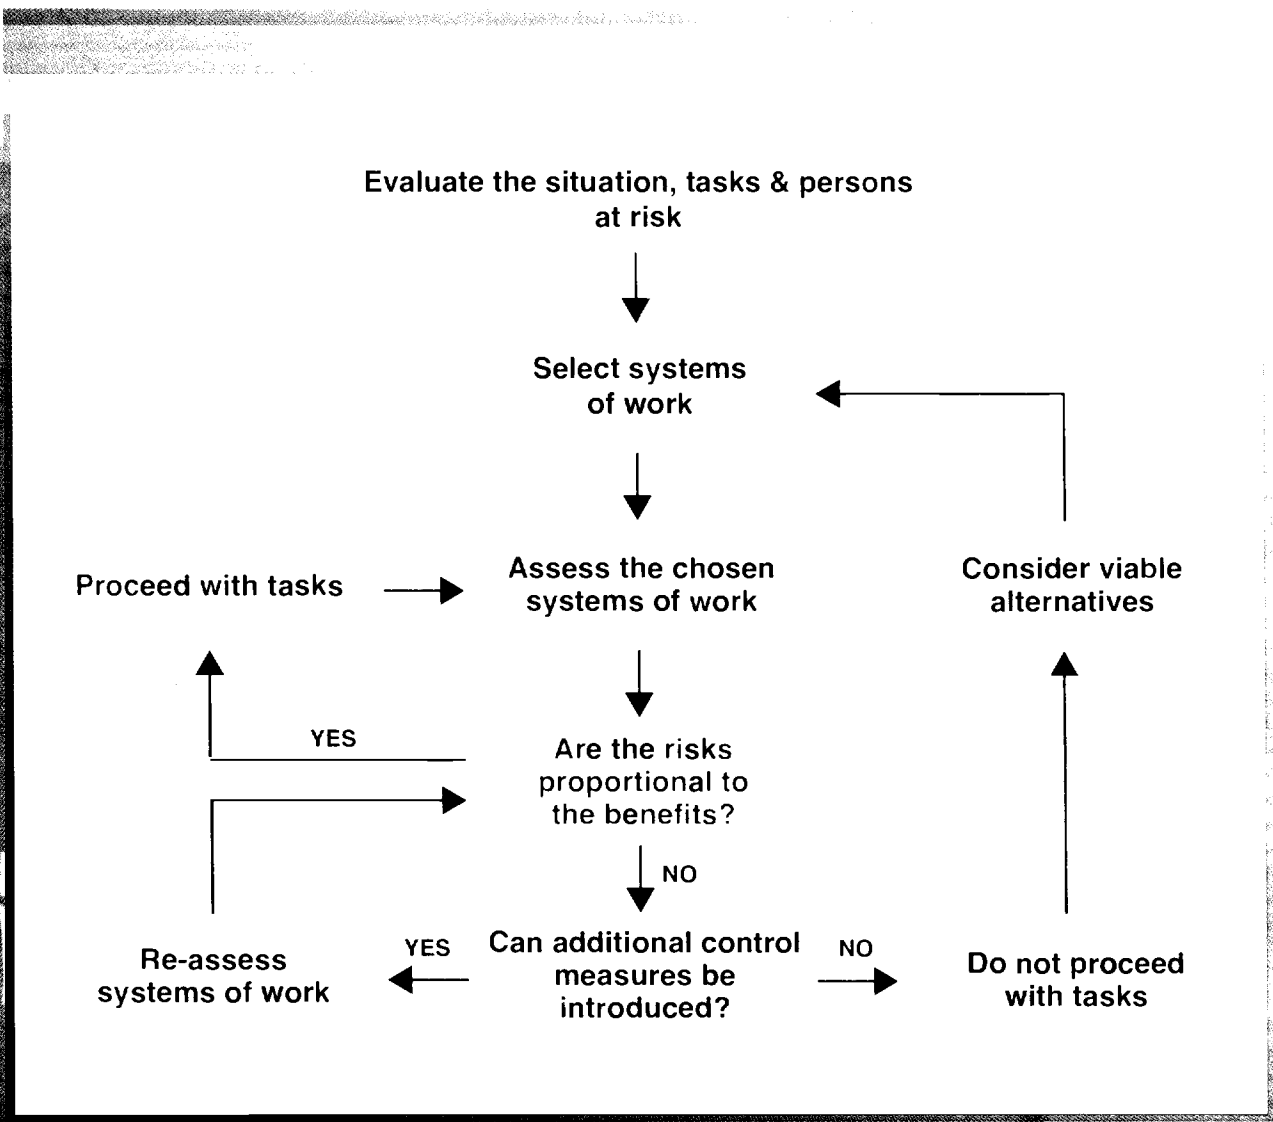 Evaluate the situation, tasks & persons
at risk
Select systems
of work
Proceed with tasks
Assess the chosen
systems of work
Consider viable
alternatives
YES
Are the risks
proportional to
the benefits?
NO
Re-assess
systems of work
YES
Can additional control
measures be
introduced?
NO
Do not proceed
with tasks